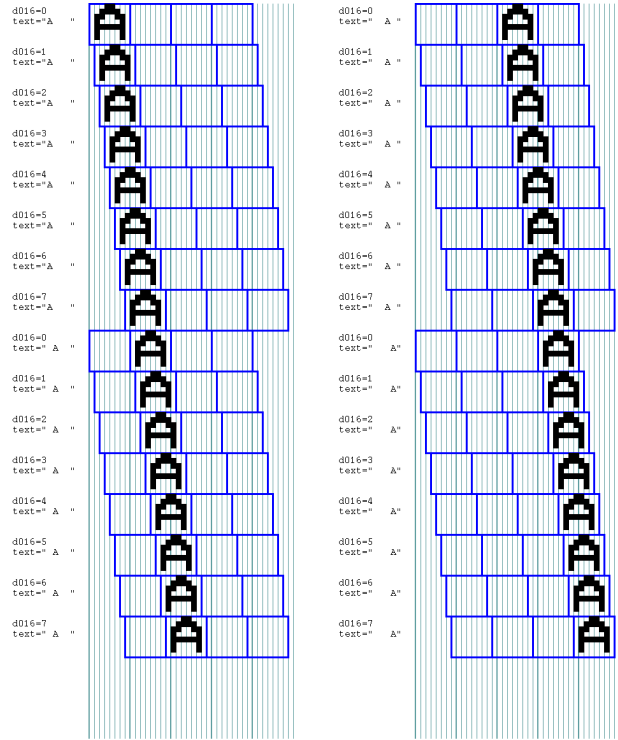 d016=0
text="A   "
A
d016=1
text="A   "
A
d016=2
text="A   "
A
d016=3
text="A   "
A
d016=4
text="A   "
A
d016=5
text="A   "
A
d016=6
text="A   "
A
d016=7
text="A   "
A
d016=0
text=" A  "
A
d016=1
text=" A  "
A
d016=2
text=" A  "
A
d016=3
text=" A  "
A
d016=4
text=" A  "
A
d016=5
text=" A  "
A
d016=6
text=" A  "
A
d016=7
text=" A  "
A
d016=0
text="  A "
A
d016=1
text="  A "
A
d016=2
text="  A "
A
d016=3
text="  A "
A
d016=4
text="  A "
A
d016=5
text="  A "
A
d016=6
text="  A "
A
d016=7
text="  A "
A
d016=0
text="   A"
A
d016=1
text="   A"
A
d016=2
text="   A"
A
d016=3
text="   A"
A
d016=4
text="   A"
A
d016=5
text="   A"
A
d016=6
text="   A"
A
d016=7
text="   A"
A